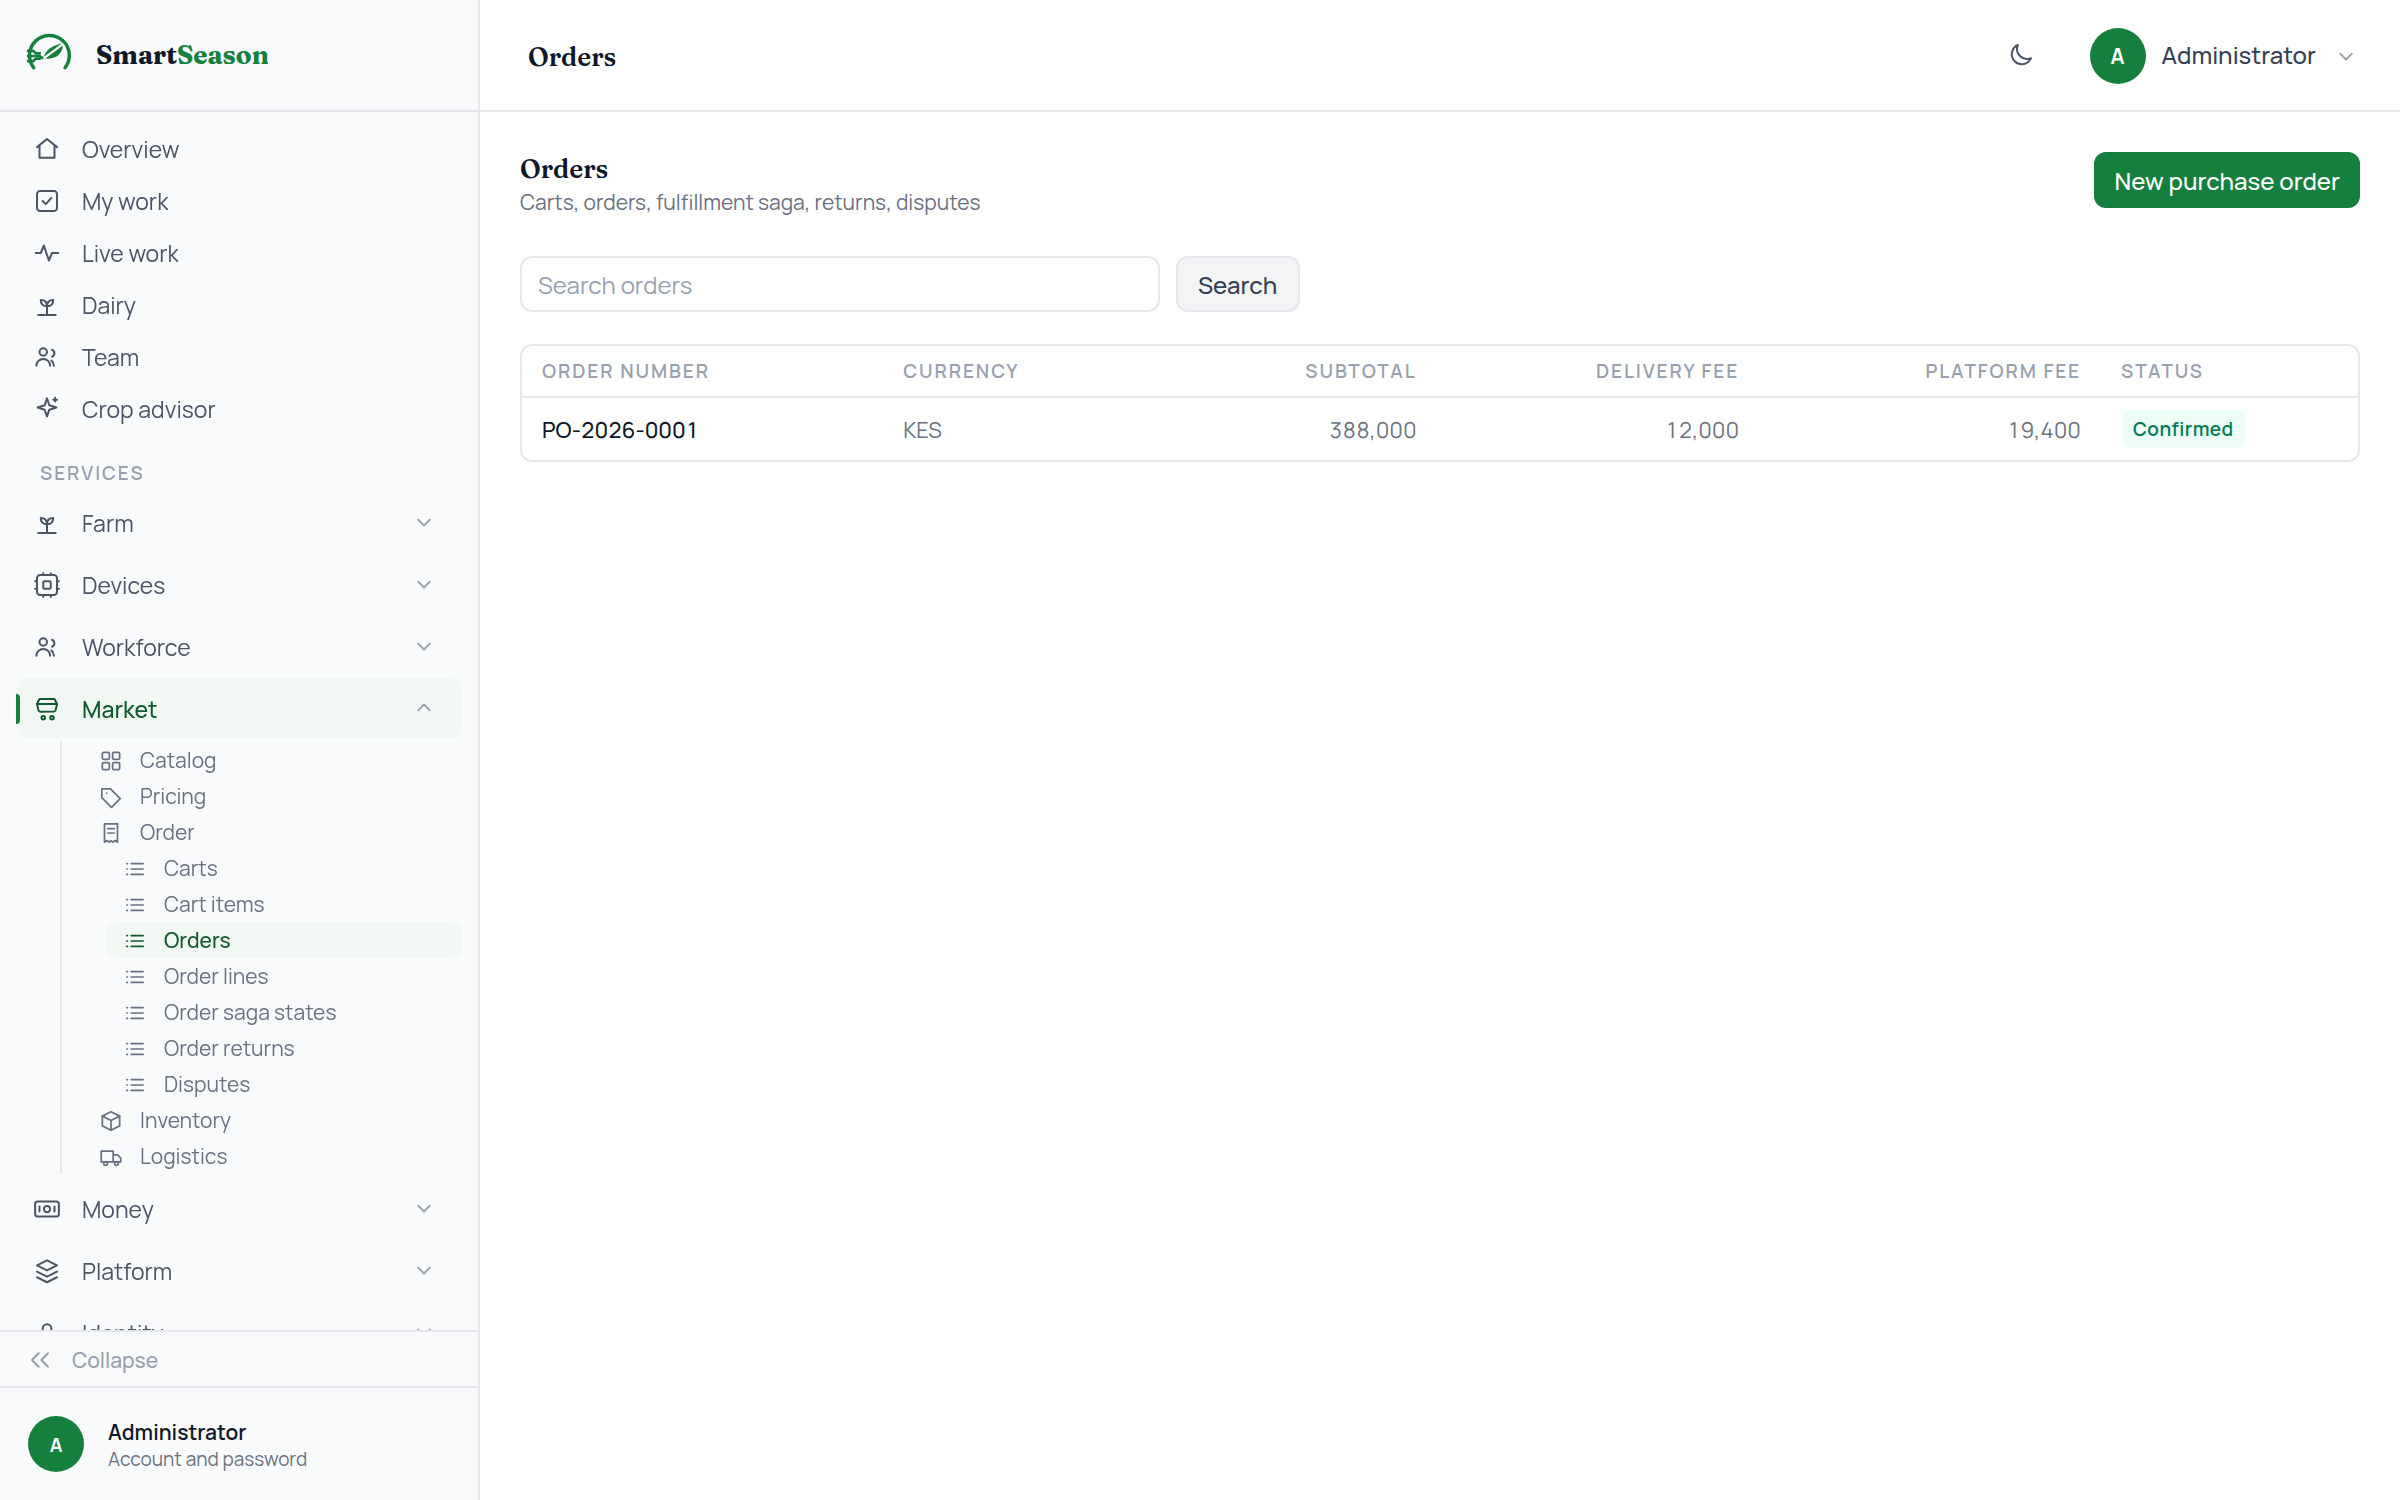 SmartSeason
Orders
A
Administrator
Overview
My work
Live work
Dairy
Team
Crop advisor
SERVICES
Farm
Devices
Workforce
Market
Catalog
Pricing
Order
Carts
Cart items
Orders
Order lines
Order saga states
Order returns
Disputes
Inventory
Logistics
Money
Platform
Identity
Collapse
A
Administrator
Account and password
Orders
Carts, orders, fulfillment saga, returns, disputes
New purchase order
Search orders
Search
ORDER NUMBER CURRENCY SUBTOTAL DELIVERY FEE PLATFORM FEE STATUS
PO-2026-0001 KES 388,000 12,000 19,400 Confirmed